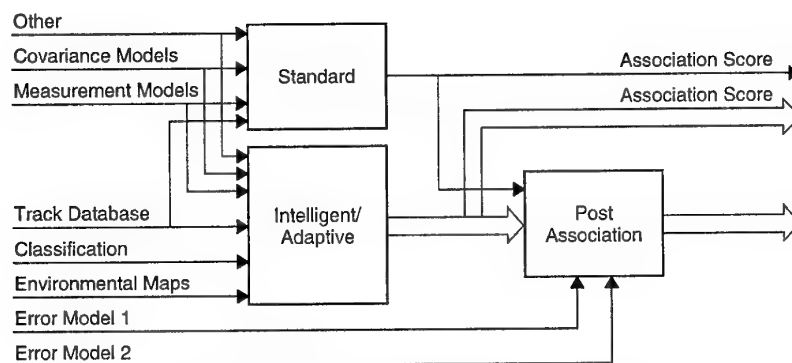 Other
Covariance Models
Measurement Models
Track Database
Classification
Environmental Maps
Error Model 1
Error Model 2
Standard
Intelligent/
Adaptive
Association Score
Association Score
Post
Association